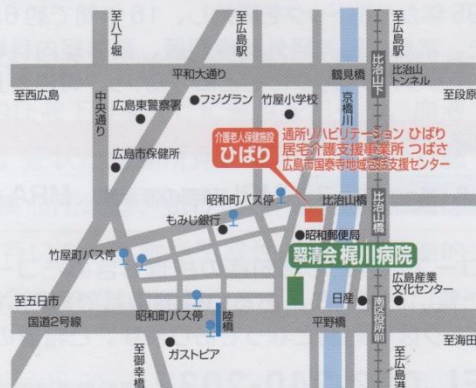 至八丁堀
至広島駅
至広島駅
平和大通り
鶴見橋
比治山下
比治山
トンネル
至西広島
至段原
中央通り
広島東警察署
フジグラン
竹屋小学校
京橋川
広島市保健所
介護老人保健施設
ひばり
通所リハビリテーション ひばり
居宅介護支援事業所 つばさ
広島市国泰寺地域包括支援センター
昭和町バス停
比治山橋
比治山橋
もみじ銀行
昭和郵便局
竹屋町バス停
翠清会 梶川病院
広島産業
文化センター
至五日市
昭和町バス停
陸橋
日産
南区役所前
国道2号線
平野橋
至海田
至御幸橋
ガストピア
至広島港